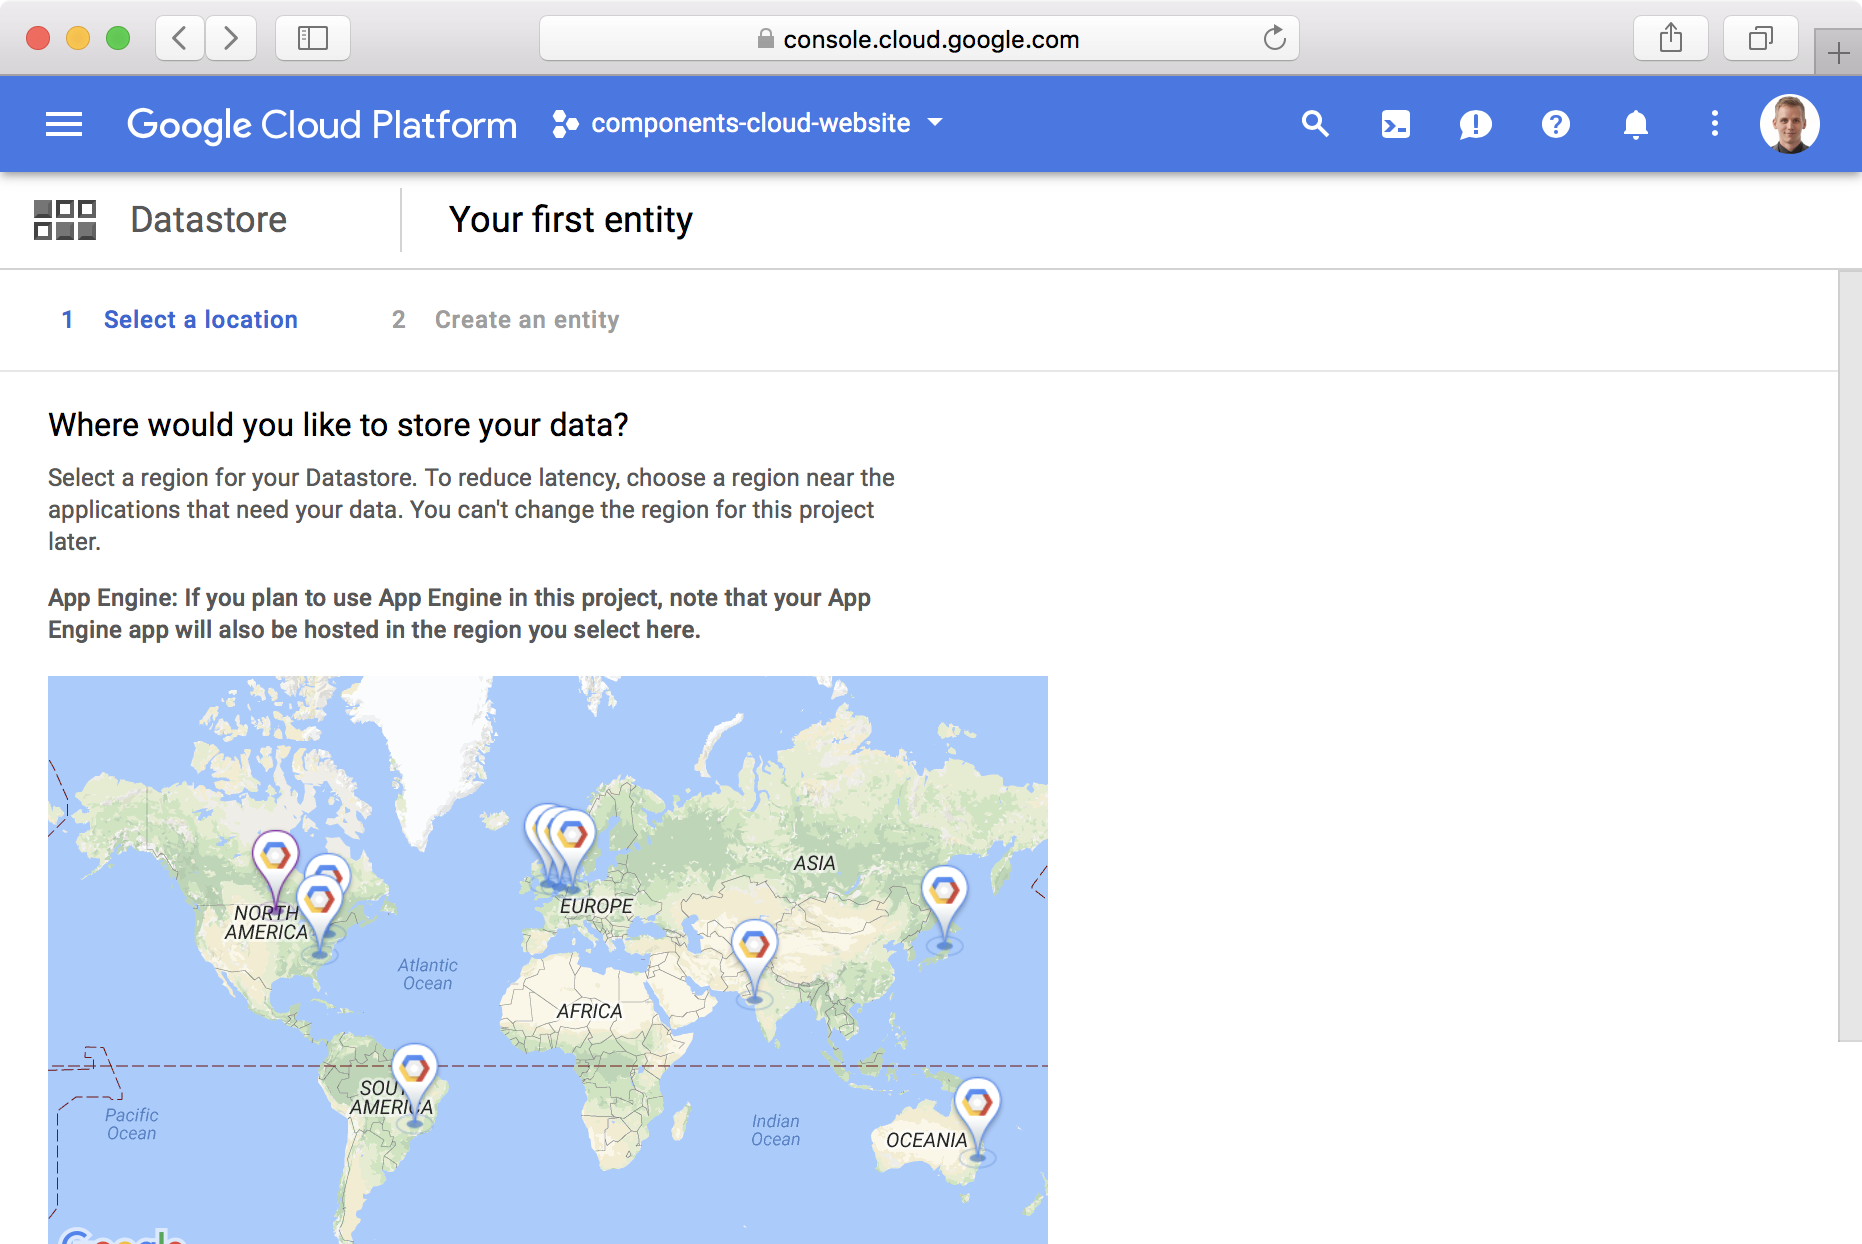 console.cloud.google.com
Google Cloud Platform
components-cloud-website
Datastore
Your first entity
1 Select a location
2 Create an entity
Where would you like to store your data?
Select a region for your Datastore. To reduce latency, choose a region near the
applications that need your data. You can't change the region for this project
later.
App Engine: If you plan to use App Engine in this project, note that your App
Engine app will also be hosted in the region you select here.
ASIA
EUROPE
NORTH
AMERICA
Atlantic
Ocean
AFRICA
AMERICA
Pacific
Ocean
Indian
Ocean
OCEANIA
Google